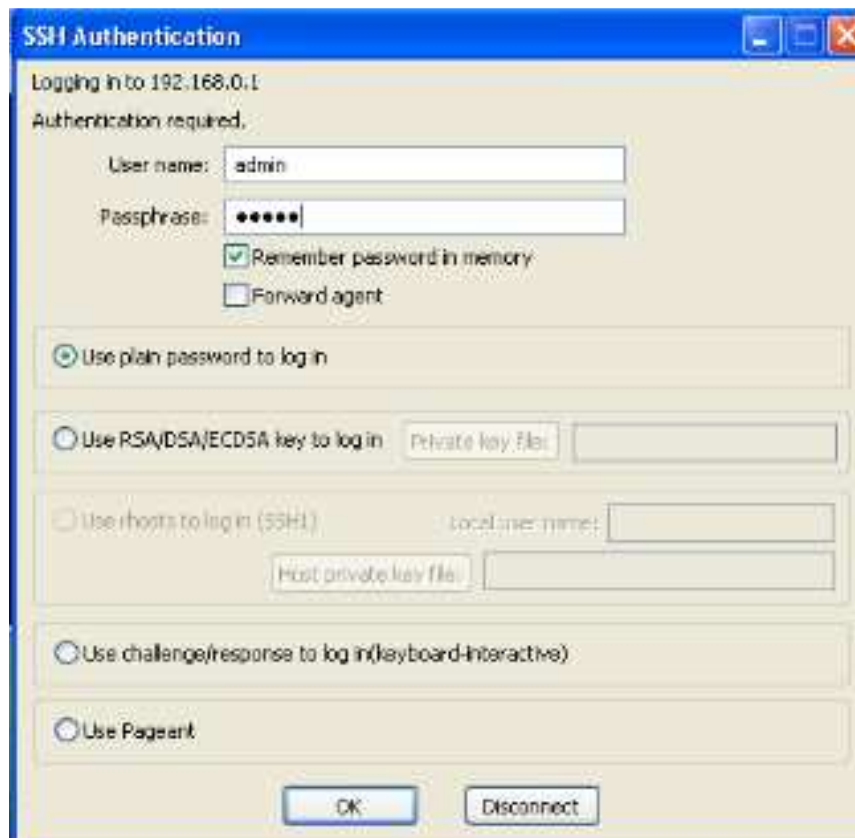 SSH Authentication
Logging in to 192.168.0.1
Authentication required.
User name: admin
Passphrase: •••••
Remember password in memory
Forward agent
Use plain password to log in
Use RSA/DSA/ECDSA key to log in Private key file:
Use rhosts to log in (SSH1) Local user name:
Host private key file:
Use challenge/response to log in(keyboard-interactive)
Use Pageant
OK Disconnect